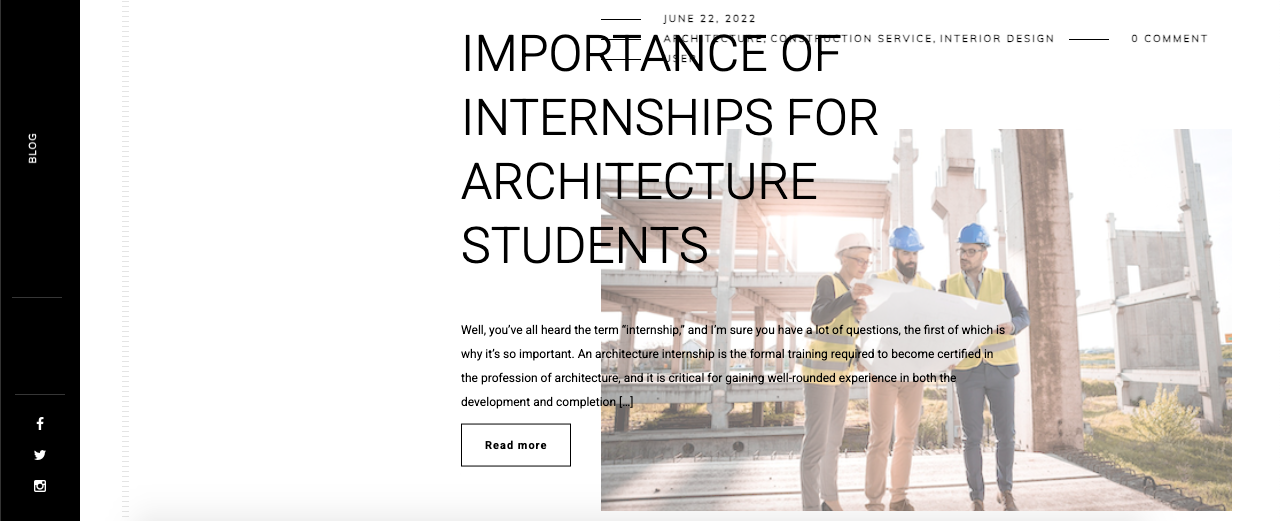 JUNE 22, 2022
ARCHITECTURE, CONSTRUCTION SERVICE, INTERIOR DESIGN
0 COMMENT
USER
IMPORTANCE OF
INTERNSHIPS FOR
ARCHITECTURE
STUDENTS
BLOG
Well, you’ve all heard the term “internship,” and I’m sure you have a lot of questions, the first of which is
why it’s so important. An architecture internship is the formal training required to become certified in
the profession of architecture, and it is critical for gaining well-rounded experience in both the
development and completion […]
Read more